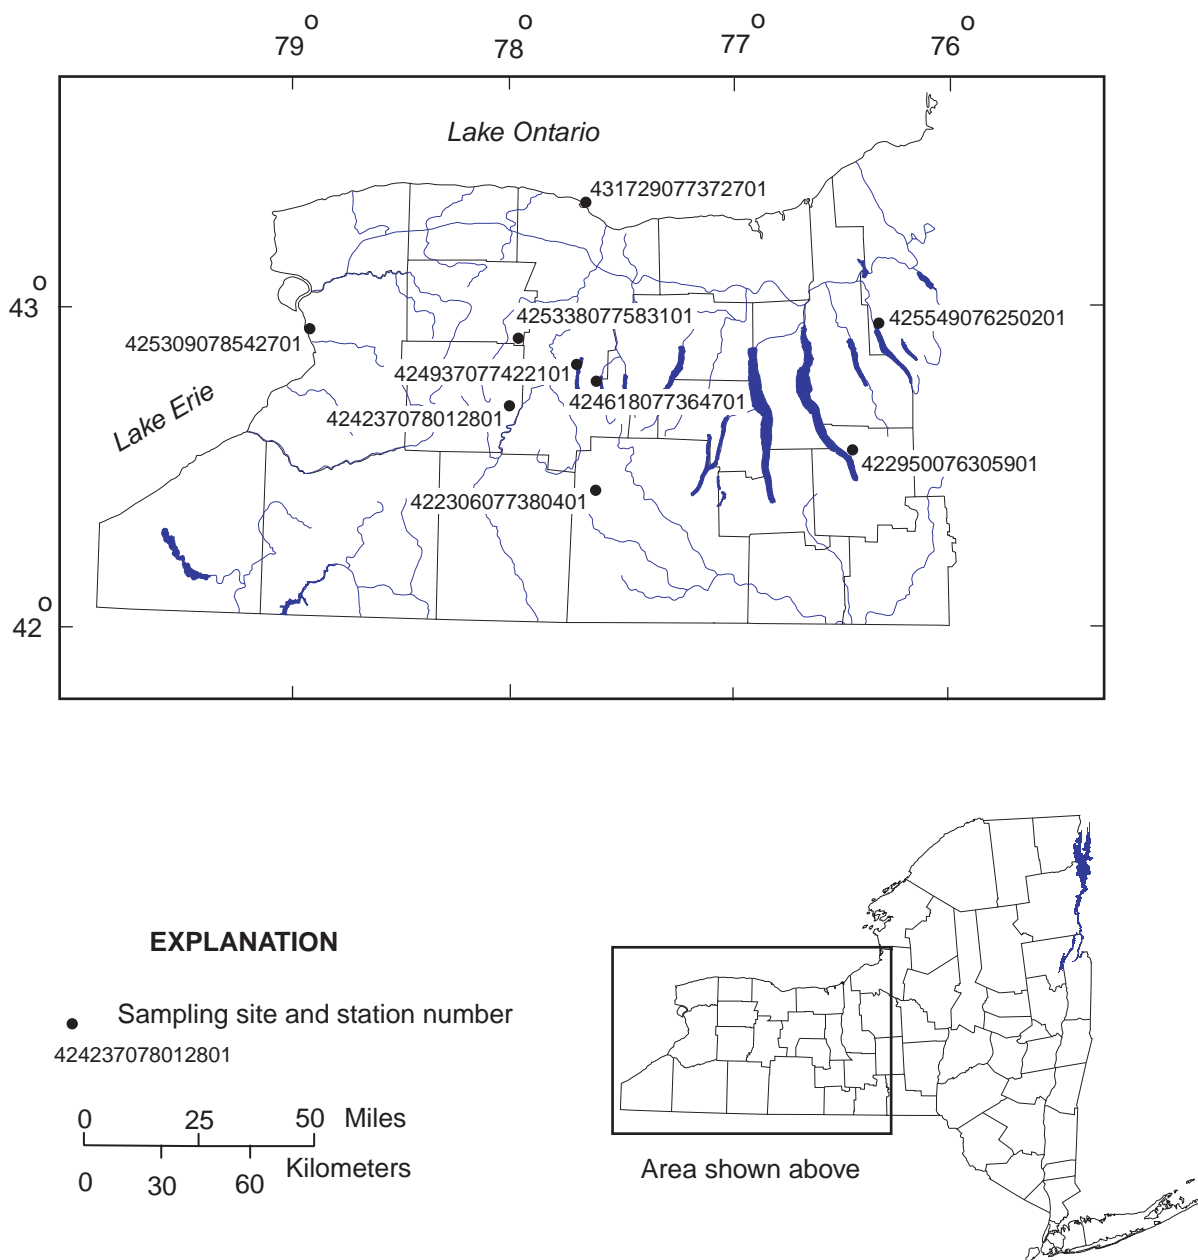 o o o o
79 78 77 76
Lake Ontario
431729077372701
o
43
425338077583101
425549076250201
425309078542701
424937077422101
424618077364701
Lake Erie
424237078012801
422950076305901
422306077380401
o
42
EXPLANATION
Sampling site and station number
424237078012801
0 25 50 Miles
Kilometers
0 30 60
Area shown above